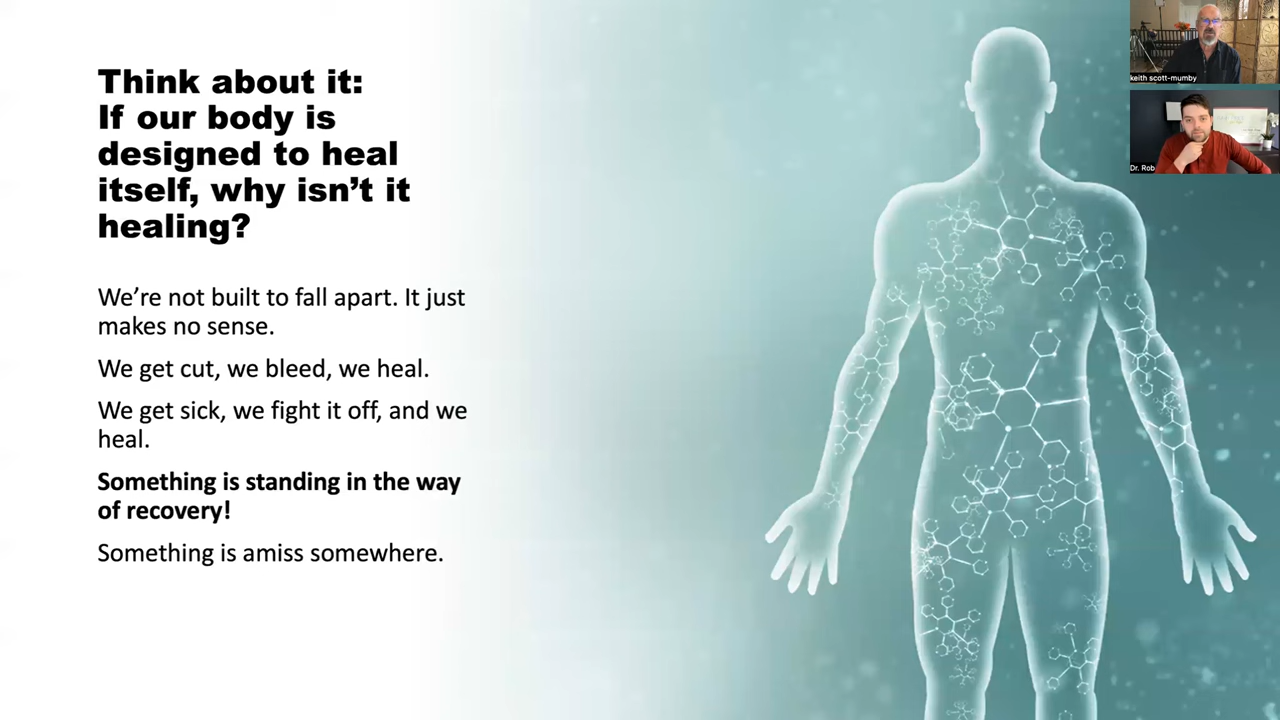 Think about it:
If our body is
designed to heal
itself, why isn’t it
healing?
We’re not built to fall apart. It just
makes no sense.
We get cut, we bleed, we heal.
We get sick, we fight it off, and we
heal.
Something is standing in the way
of recovery!
Something is amiss somewhere.
keith scott-mumby
Dr. Rob